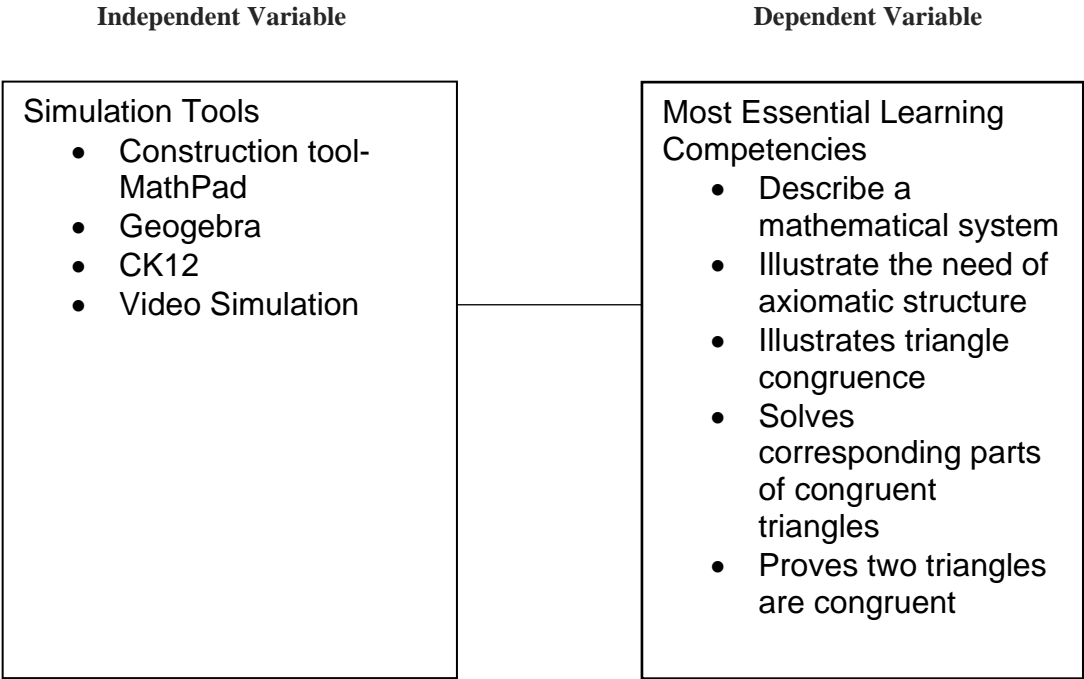 Independent Variable
Dependent Variable
Simulation Tools
• Construction tool-
MathPad
• Geogebra
• CK12
• Video Simulation
Most Essential Learning
Competencies
• Describe a
mathematical system
• Illustrate the need of
axiomatic structure
• Illustrates triangle
congruence
• Solves
corresponding parts
of congruent
triangles
• Proves two triangles
are congruent